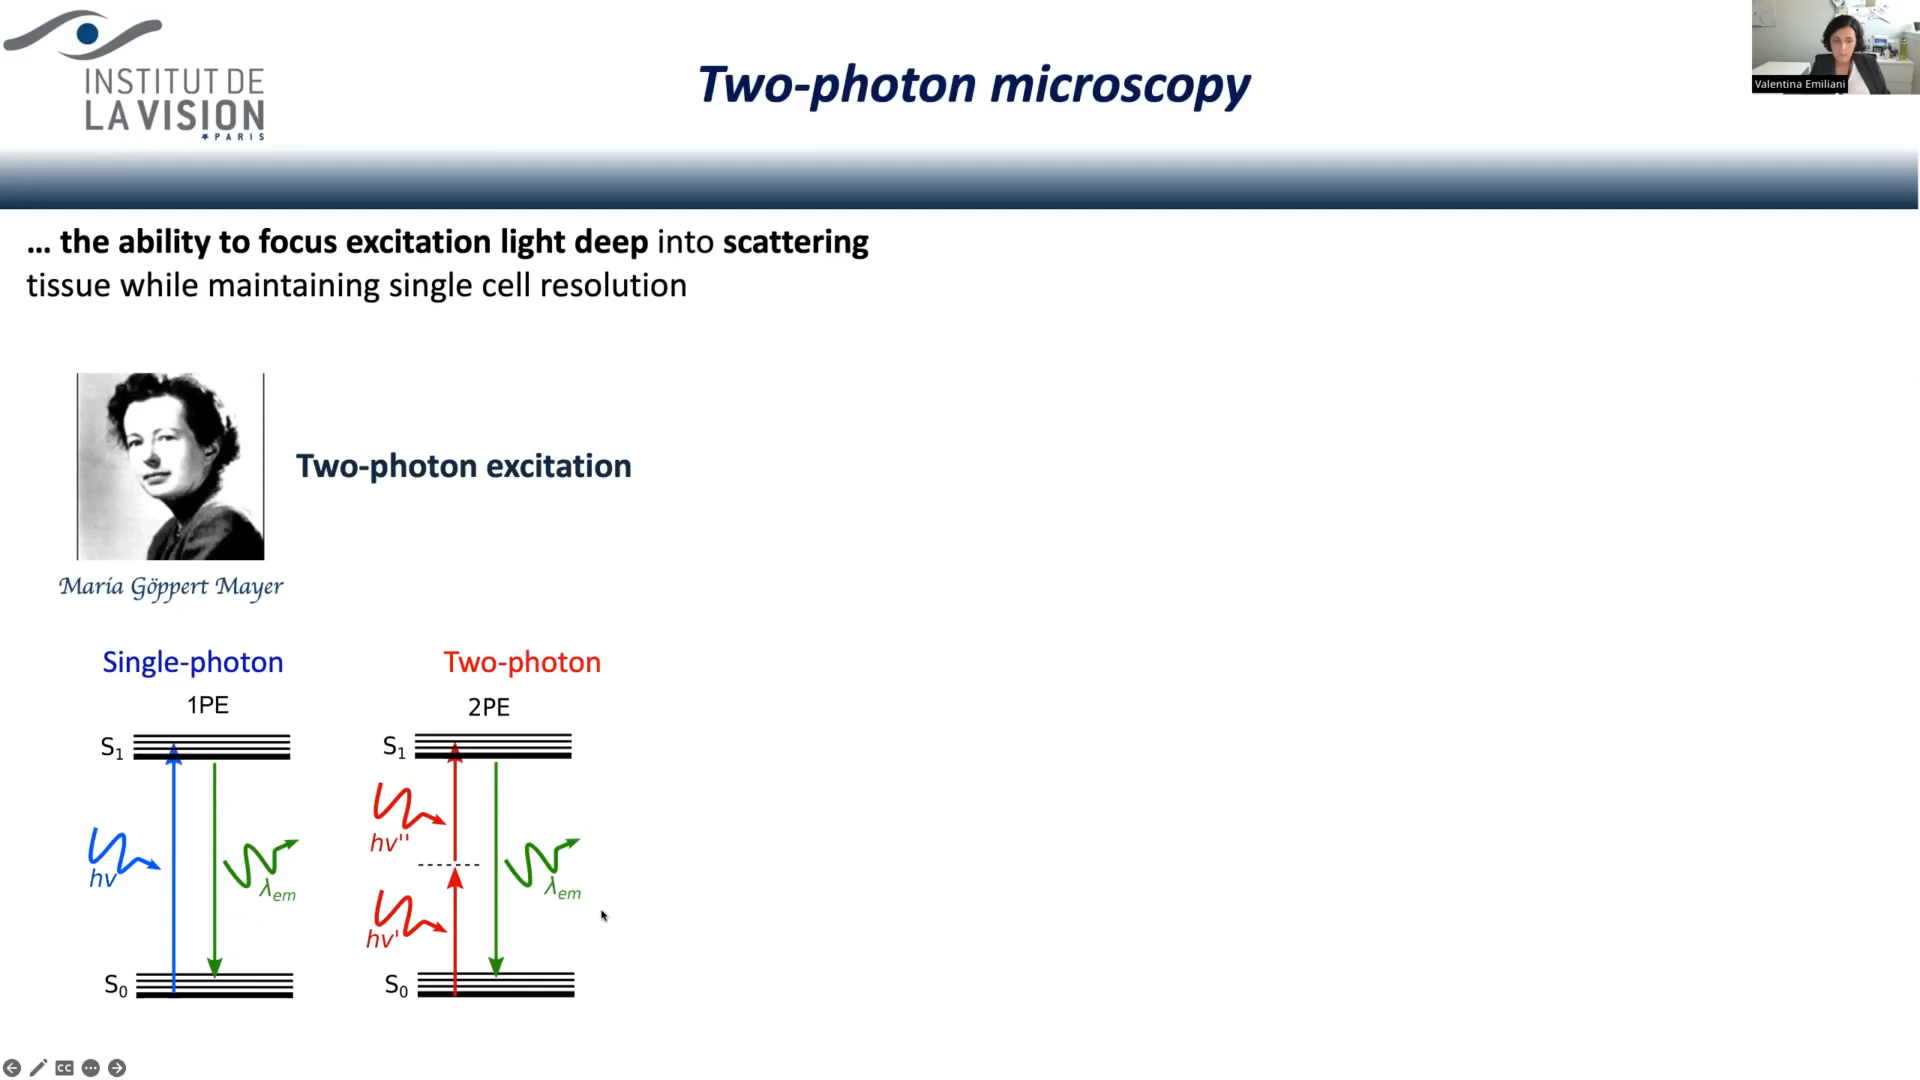 INSTITUT DE
LA VISION
PARIS
Two-photon microscopy
Valentina Emiliani
... the ability to focus excitation light deep into scattering
tissue while maintaining single cell resolution
Two-photon excitation
Maria Göppert Mayer
Single-photon
Two-photon
1PE
2PE
S₁
S₁
hv''
hv
λem
λem
hv'
S₀
S₀
CC